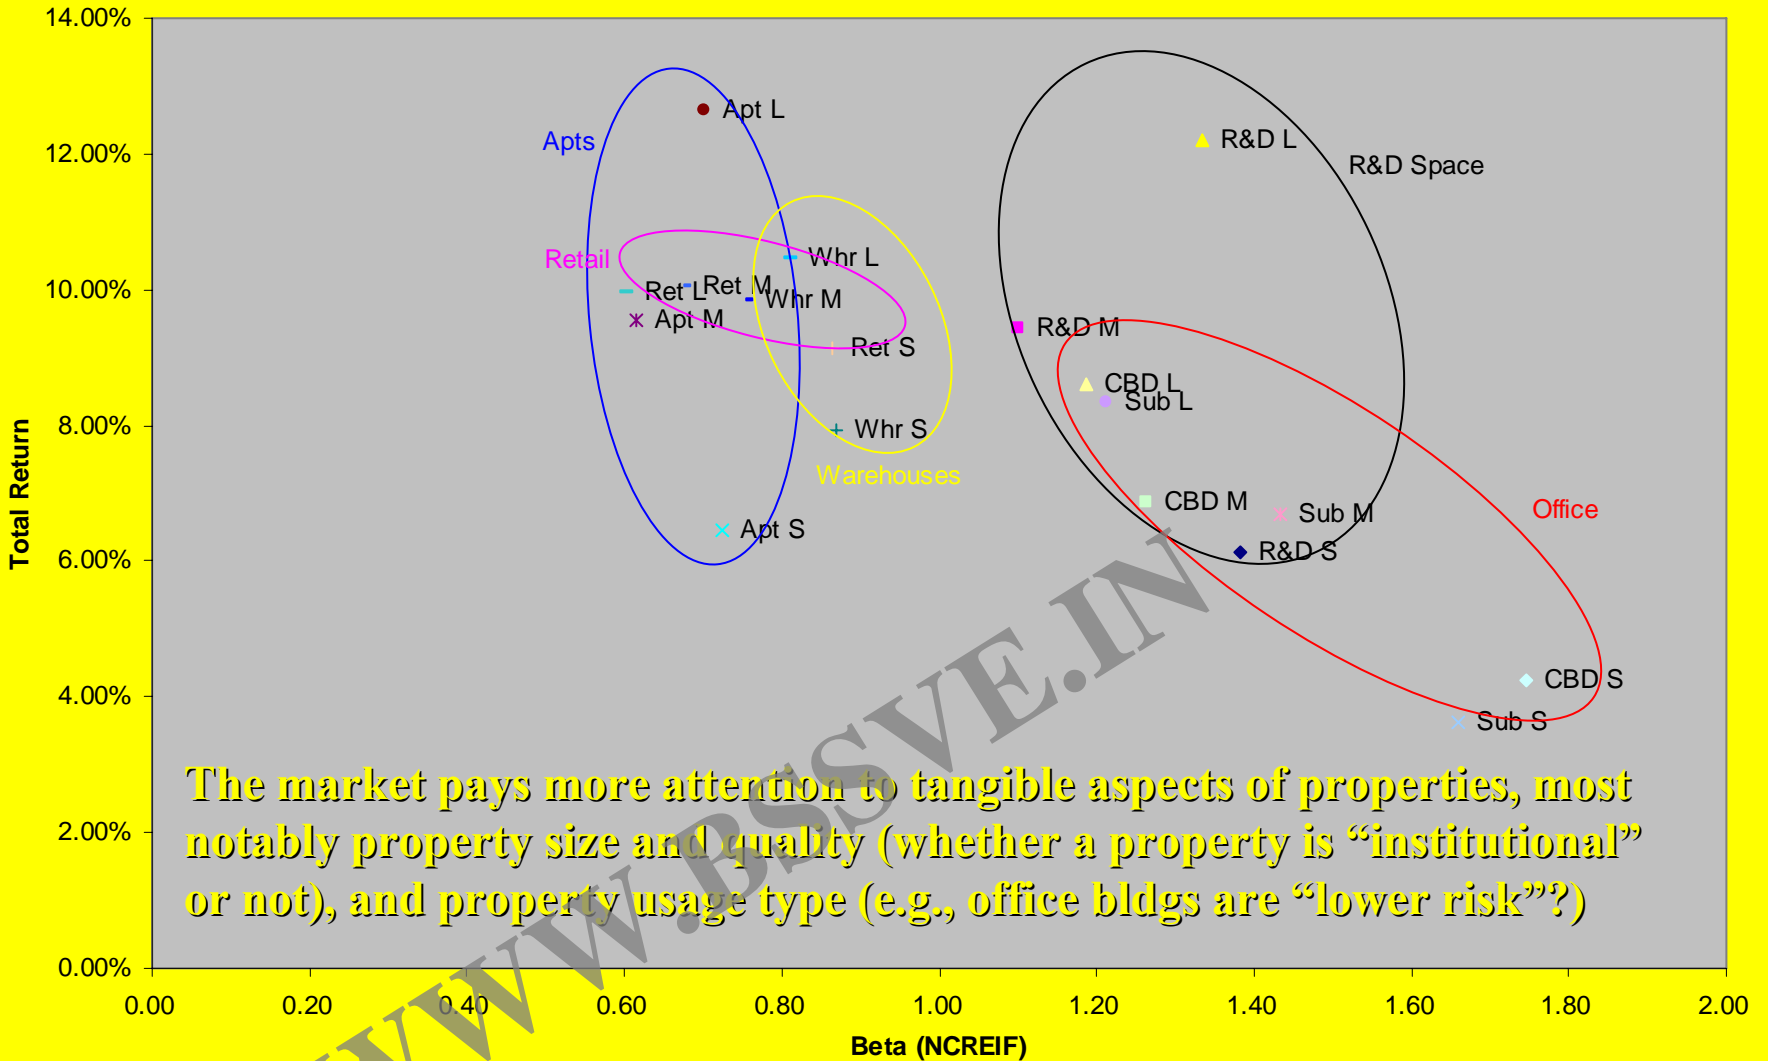 14.00%
12.00%
10.00%
8.00%
6.00%
4.00%
2.00%
0.00%
Total Return
Apt L
Apts
R&D L
R&D Space
Retail
Whr L
Ret L
Ret M
Whr M
Apt M
R&D M
Ret S
CBD L
Sub L
Whr S
Warehouses
CBD M
Sub M
Office
Apt S
R&D S
CBD S
Sub S
The market pays more attention to tangible aspects of properties, most
notably property size and quality (whether a property is “institutional”
or not), and property usage type (e.g., office bldgs are “lower risk”?)
WWW.BSSVE.IN
0.00 0.20 0.40 0.60 0.80 1.00 1.20 1.40 1.60 1.80 2.00
Beta (NCREIF)